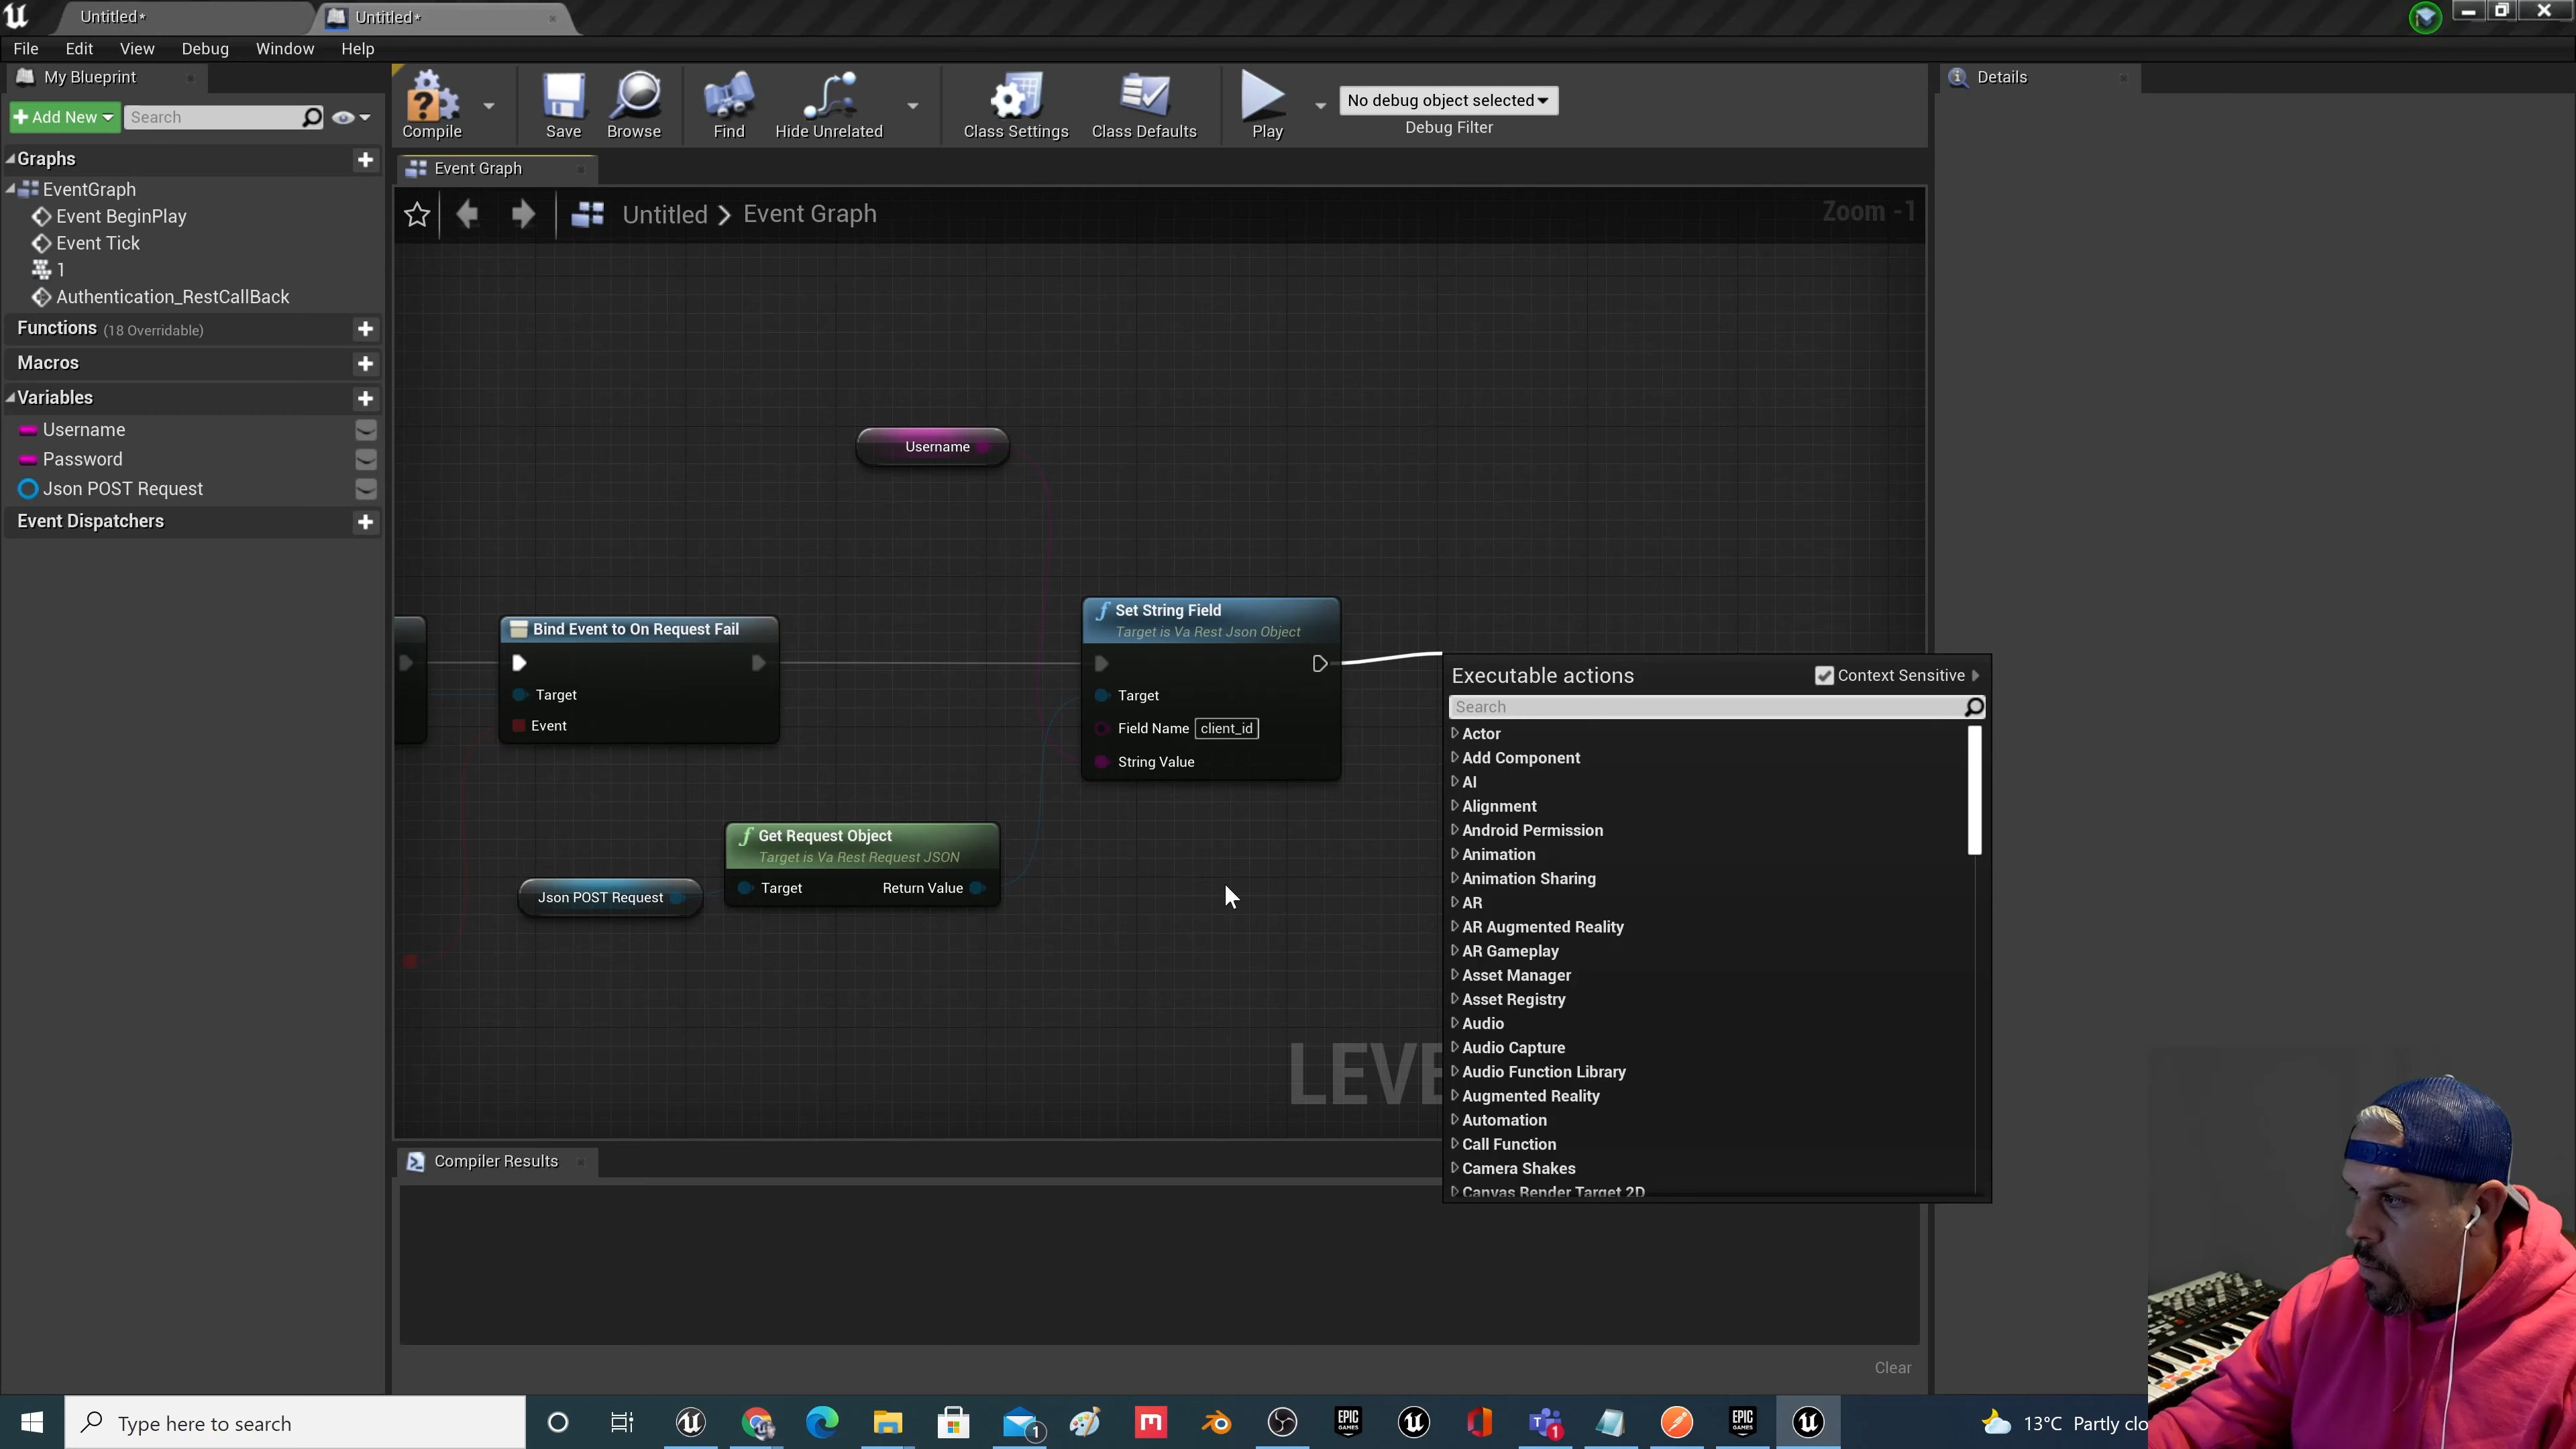 Untitled*
Untitled*
File Edit View Debug Window Help
My Blueprint
Add New
Search
Graphs
EventGraph
Event BeginPlay
Event Tick
1
Authentication_RestCallBack
Functions (18 Overridable)
Macros
Variables
Username
Password
Json POST Request
Event Dispatchers
Compile
Save
Browse
Find
Hide Unrelated
Class Settings
Class Defaults
Play
No debug object selected
Debug Filter
Details
Event Graph
Untitled > Event Graph
Zoom -1
Username
Bind Event to On Request Fail
Target
Event
Set String Field
Target is Va Rest Json Object
Target
Field Name client_id
String Value
Get Request Object
Target is Va Rest Request JSON
Target Return Value
Json POST Request
Executable actions
Context Sensitive
Search
Actor
Add Component
AI
Alignment
Android Permission
Animation
Animation Sharing
AR
AR Augmented Reality
AR Gameplay
Asset Manager
Asset Registry
Audio
Audio Capture
Audio Function Library
Augmented Reality
Automation
Call Function
Camera Shakes
Canvas Render Target 2D
LEVE
Compiler Results
Clear
Type here to search
1
EPIC GAMES
1
EPIC GAMES
13°C Partly clo